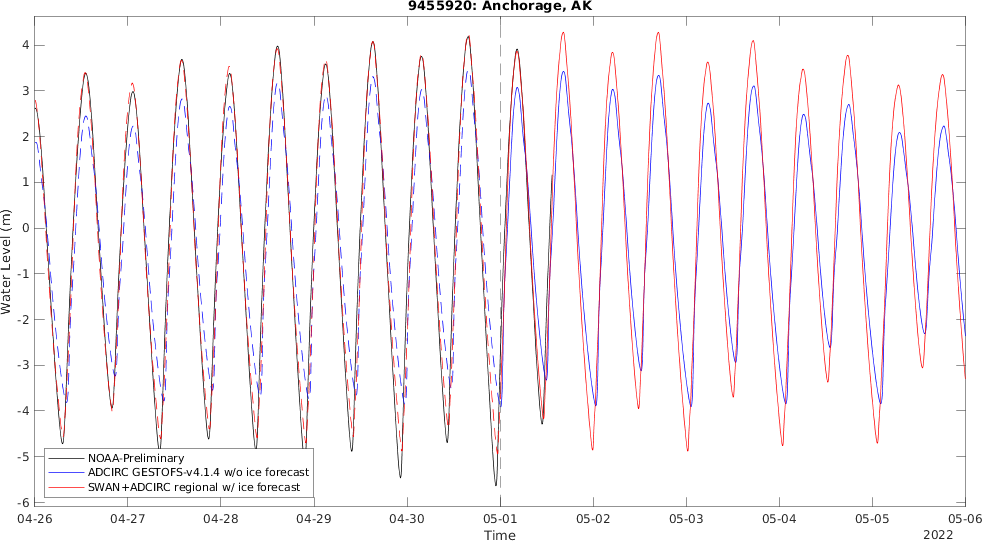 9455920: Anchorage, AK
Water Level (m)
4
3
2
1
0
-1
-2
-3
-4
-5
-6
NOAA-Preliminary
ADCIRC GESTOFS-v4.1.4 w/o ice forecast
SWAN+ADCIRC regional w/ ice forecast
04-26 04-27 04-28 04-29 04-30 05-01 05-02 05-03 05-04 05-05 05-06
Time
2022